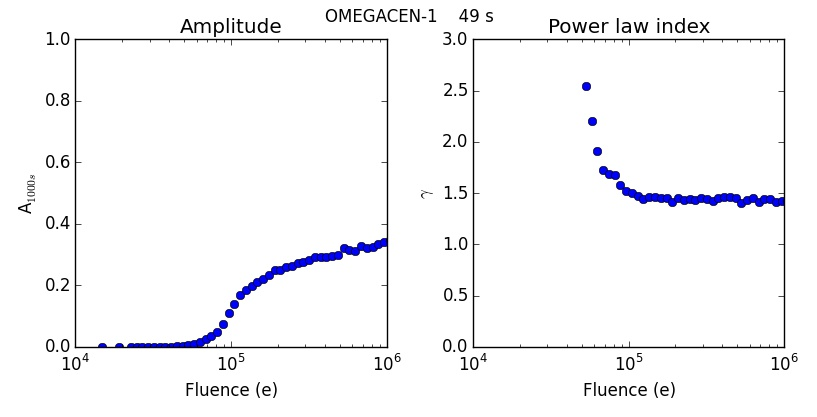 OMEGACEN-1 49 s
Amplitude
1.0
0.8
0.6
0.4
0.2
0.0
A1000s
10^4 10^5 10^6
Fluence (e)
Power law index
3.0
2.5
2.0
1.5
1.0
0.5
0.0
γ
10^4 10^5 10^6
Fluence (e)